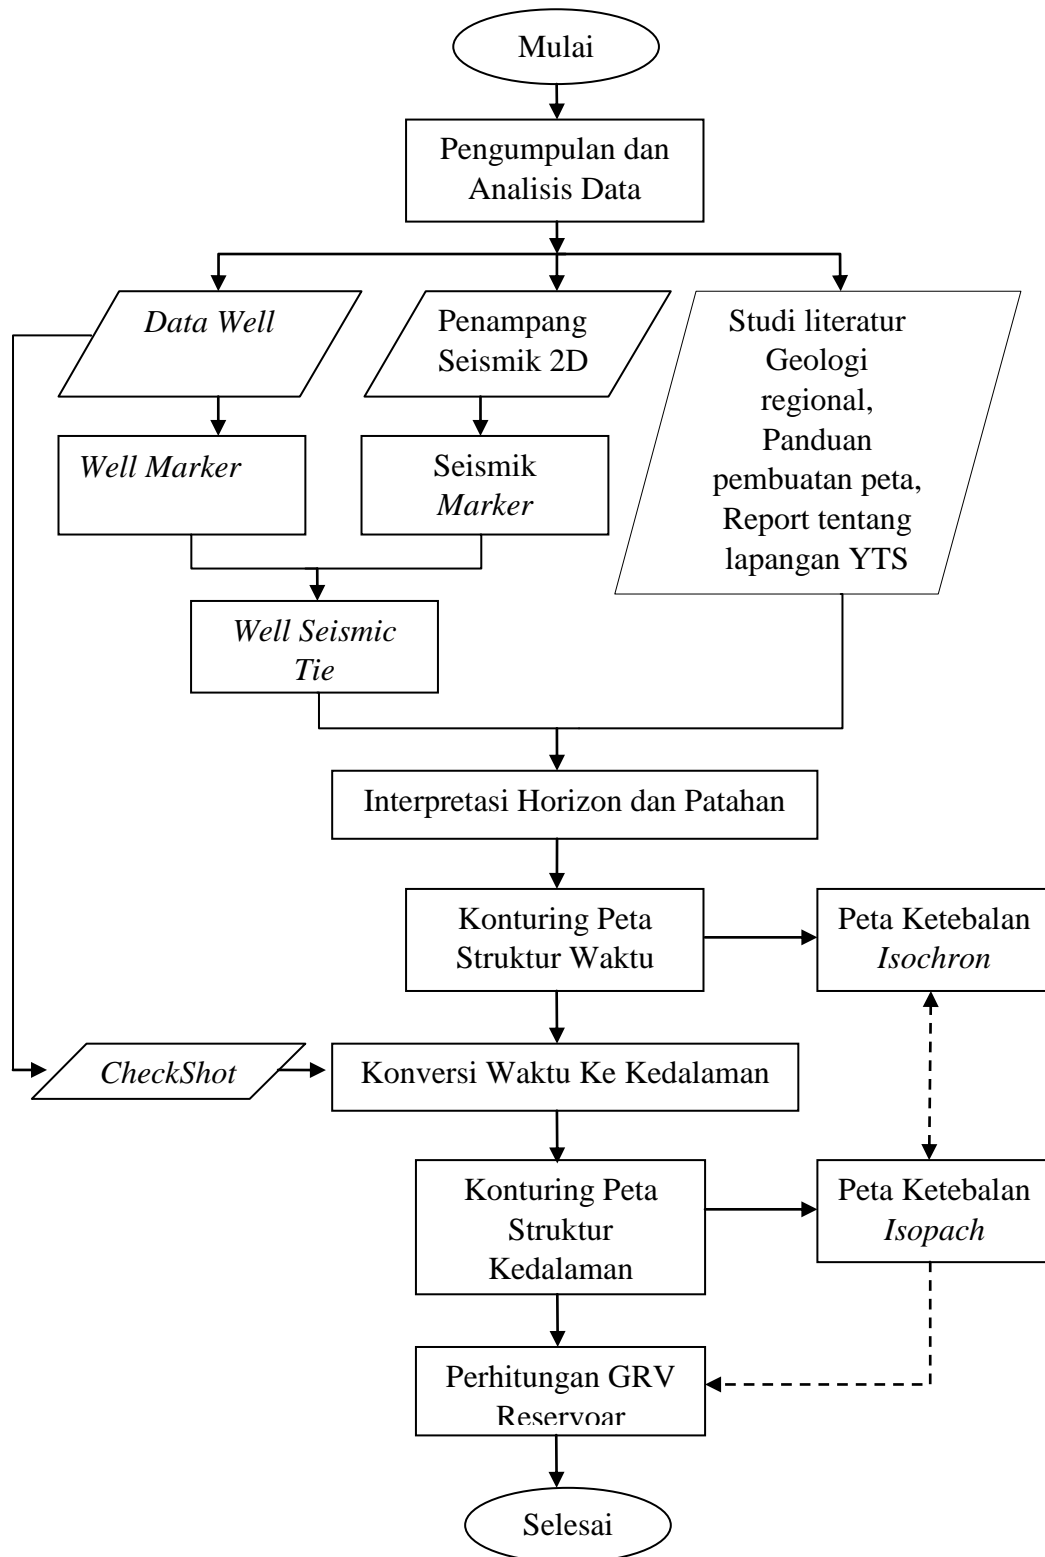 Mulai
Pengumpulan dan
Analisis Data
Data Well
Penampang
Seismik 2D
Studi literatur
Geologi
regional,
Panduan
pembuatan peta,
Report tentang
lapangan YTS
Well Marker
Seismik
Marker
Well Seismic
Tie
Interpretasi Horizon dan Patahan
Konturing Peta
Struktur Waktu
Peta Ketebalan
Isochron
CheckShot
Konversi Waktu Ke Kedalaman
Konturing Peta
Struktur
Kedalaman
Peta Ketebalan
Isopach
Perhitungan GRV
Reservoar
Selesai